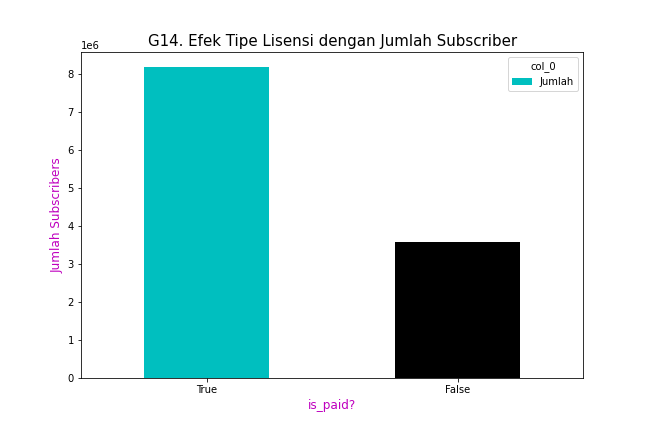 G14. Efek Tipe Lisensi dengan Jumlah Subscriber
1e6
col_0
Jumlah
8
7
6
5
4
3
2
1
0
Jumlah Subscribers
True
False
is_paid?